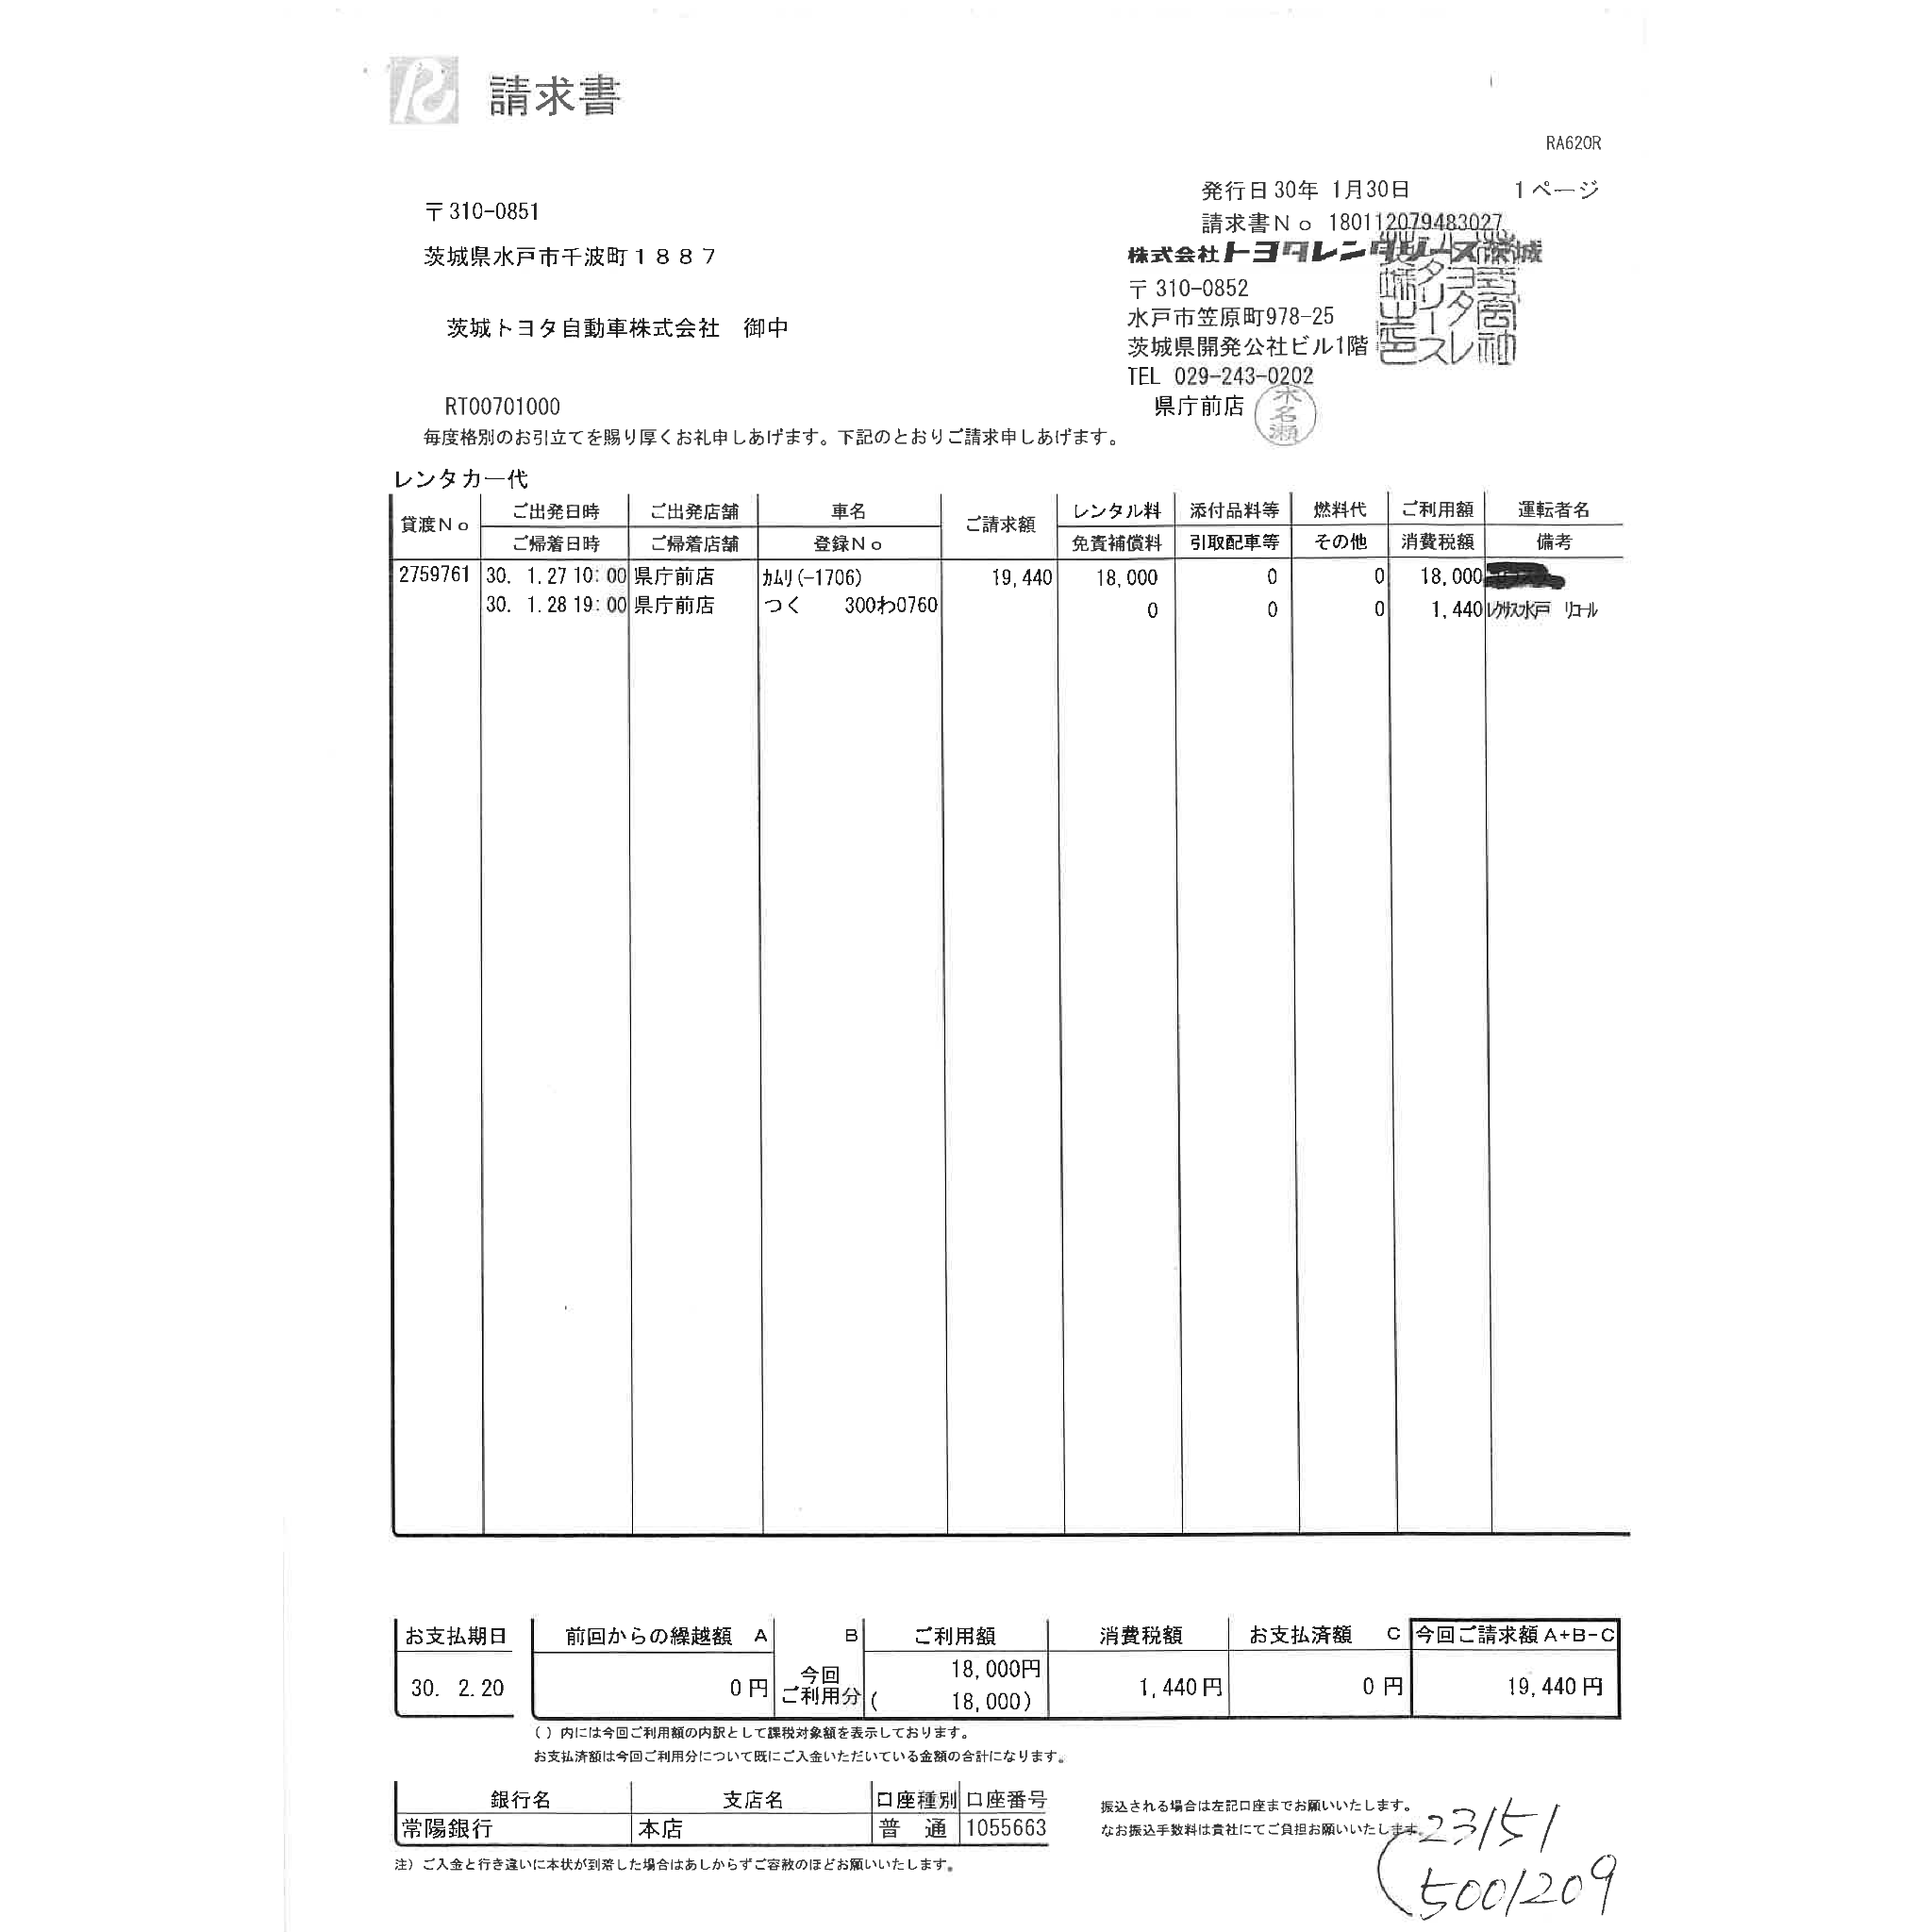 請求書
RA620R
発行日30年 1月30日 1ページ
〒310-0851
請求書No 180112079483027
茨城県水戸市千波町1887
株式会社トヨタレンタリース茨城
〒310-0852
水戸市笠原町978-25
茨城トヨタ自動車株式会社 御中
茨城県開発公社ビル1階
TEL 029-243-0202
県庁前店
木名瀬
RT00701000
毎度格別のお引立てを賜り厚くお礼申しあげます。下記のとおりご請求申しあげます。
レンタカー代
貸渡No ご出発日時 ご出発店舗 車名 ご請求額 レンタル料 添付品料等 燃料代 ご利用額 運転者名
ご帰着日時 ご帰着店舗 登録No 免責補償料 引取配車等 その他 消費税額 備考
2759761 30. 1.27 10:00 県庁前店 カムリ(-1706) 19,440 18,000 0 0 18,000
30. 1.28 19:00 県庁前店 つく 300わ0760 0 0 0 1,440 レクサス水戸 リコール
お支払期日 前回からの繰越額 A B ご利用額 消費税額 お支払済額 C 今回ご請求額A+B-C
30. 2.20 0円 今回ご利用分 18,000円 1,440円 0円 19,440円
( 18,000)
( )内には今回ご利用額の内訳として課税対象額を表示しております。
お支払済額は今回ご利用分について既にご入金いただいている金額の合計になります。
銀行名 支店名 口座種別 口座番号
常陽銀行 本店 普 通 1055663
振込される場合は左記口座までお願いいたします。
なお振込手数料は貴社にてご負担お願いいたします。
注) ご入金と行き違いに本状が到着した場合はあしからずご容赦のほどお願いいたします。
23151
5001209